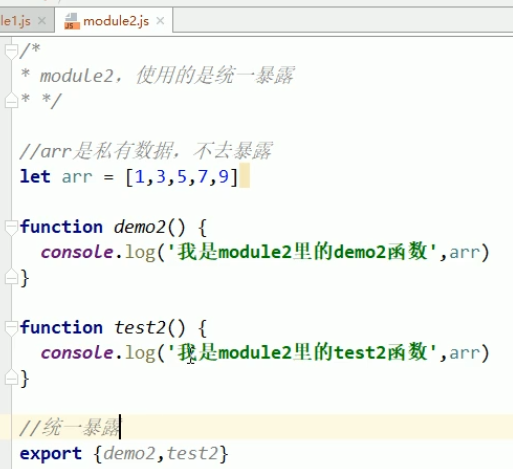 le1.js
module2.js
/*
* module2，使用的是统一暴露
* */
//arr是私有数据，不去暴露
let arr = [1,3,5,7,9]
function demo2() {
console.log('我是module2里的demo2函数',arr)
}
function test2() {
console.log('我是module2里的test2函数',arr)
}
//统一暴露
export {demo2,test2}